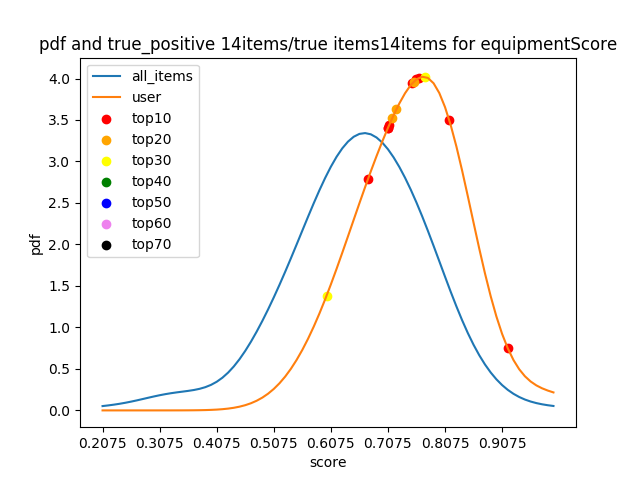 pdf and true_positive 14items/true items14items for equipmentScore
all_items
user
top10
top20
top30
top40
top50
top60
top70
4.0
3.5
3.0
2.5
2.0
1.5
1.0
0.5
0.0
pdf
0.2075 0.3075 0.4075 0.5075 0.6075 0.7075 0.8075 0.9075
score